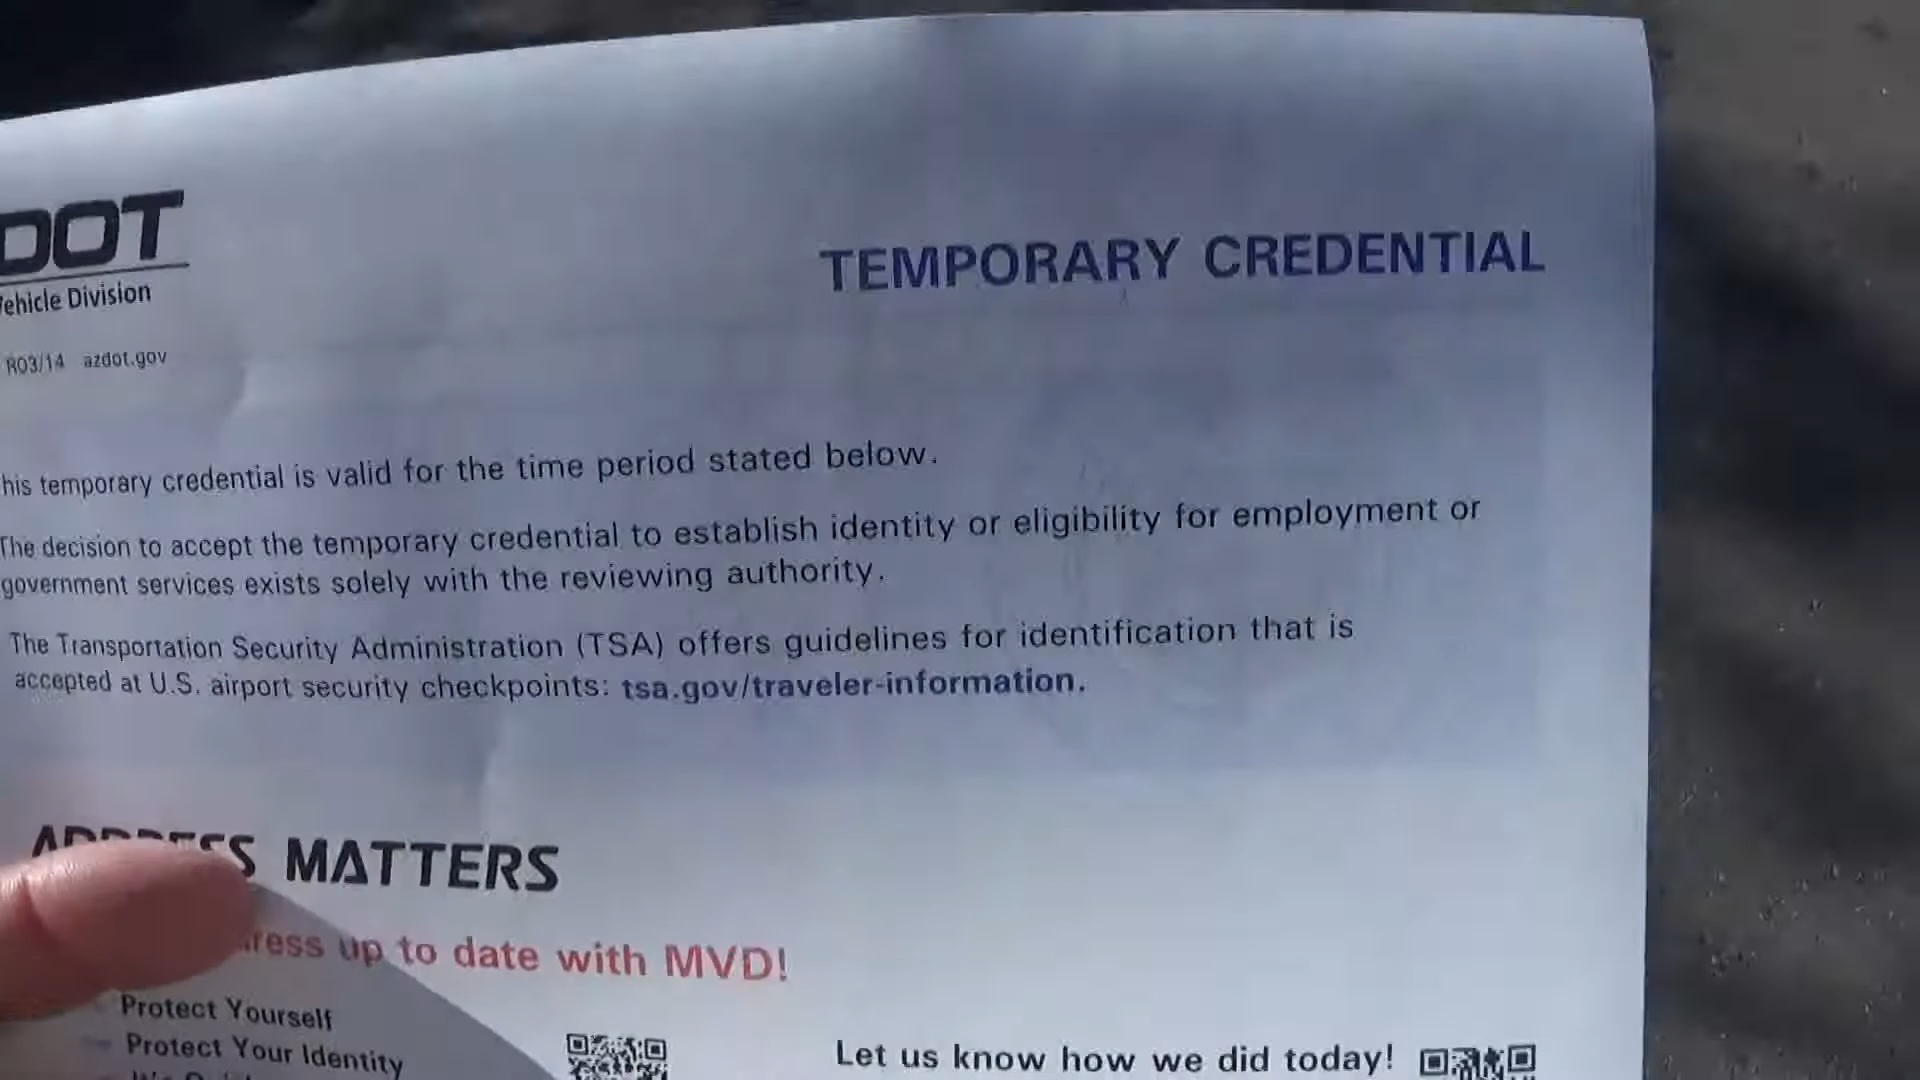 DOT
TEMPORARY CREDENTIAL
Vehicle Division
R03/14 azdot.gov
his temporary credential is valid for the time period stated below.
The decision to accept the temporary credential to establish identity or eligibility for employment or
government services exists solely with the reviewing authority.
The Transportation Security Administration (TSA) offers guidelines for identification that is
accepted at U.S. airport security checkpoints: tsa.gov/traveler-information.
ADDRESS MATTERS
ress up to date with MVD!
Protect Yourself
Protect Your Identity
Let us know how we did today!